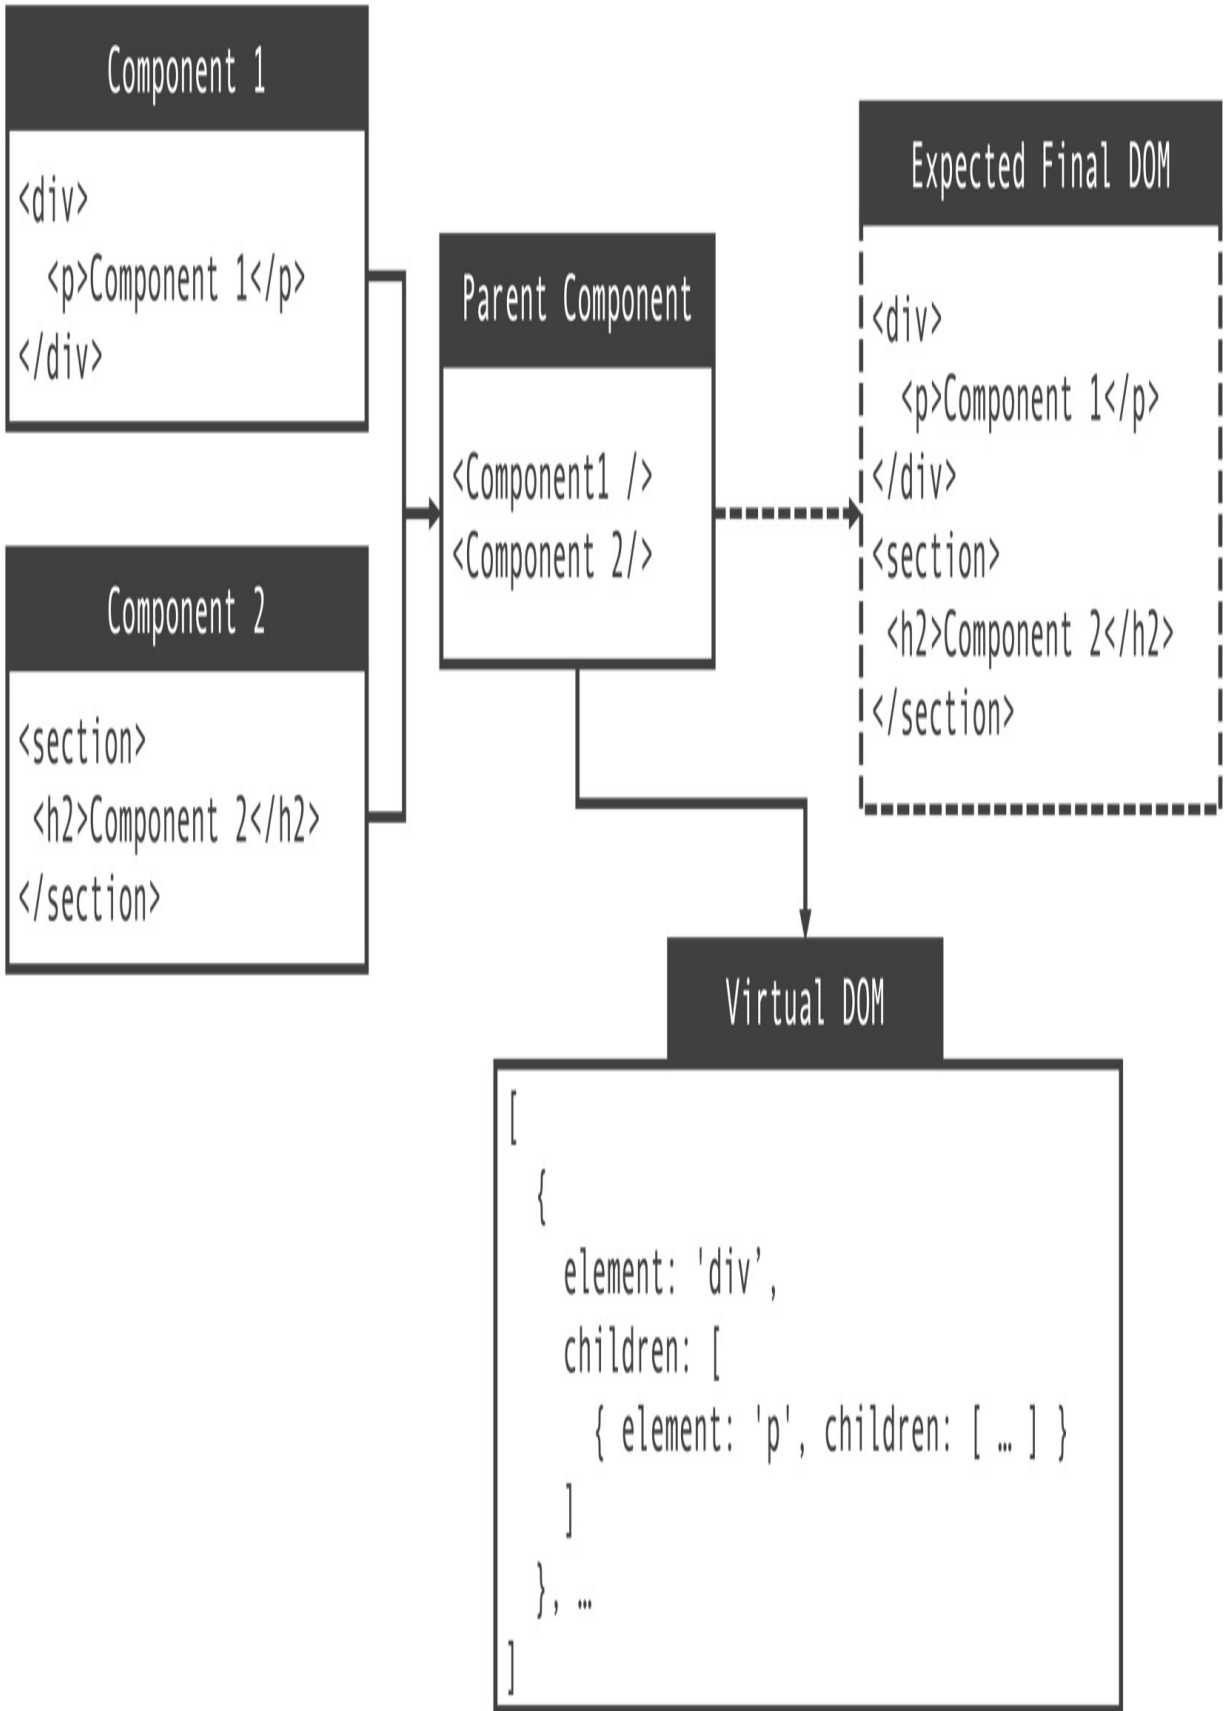 Component 1
<div>
  <p>Component 1</p>
</div>
Component 2
<section>
 <h2>Component 2</h2>
</section>
Parent Component
<Component1 />
<Component 2/>
Expected Final DOM
<div>
  <p>Component 1</p>
</div>
<section>
 <h2>Component 2</h2>
</section>
Virtual DOM
[
  {
    element: 'div’,
    children: [
      { element: 'p', children: [ … ] }
    ]
  }, …
]